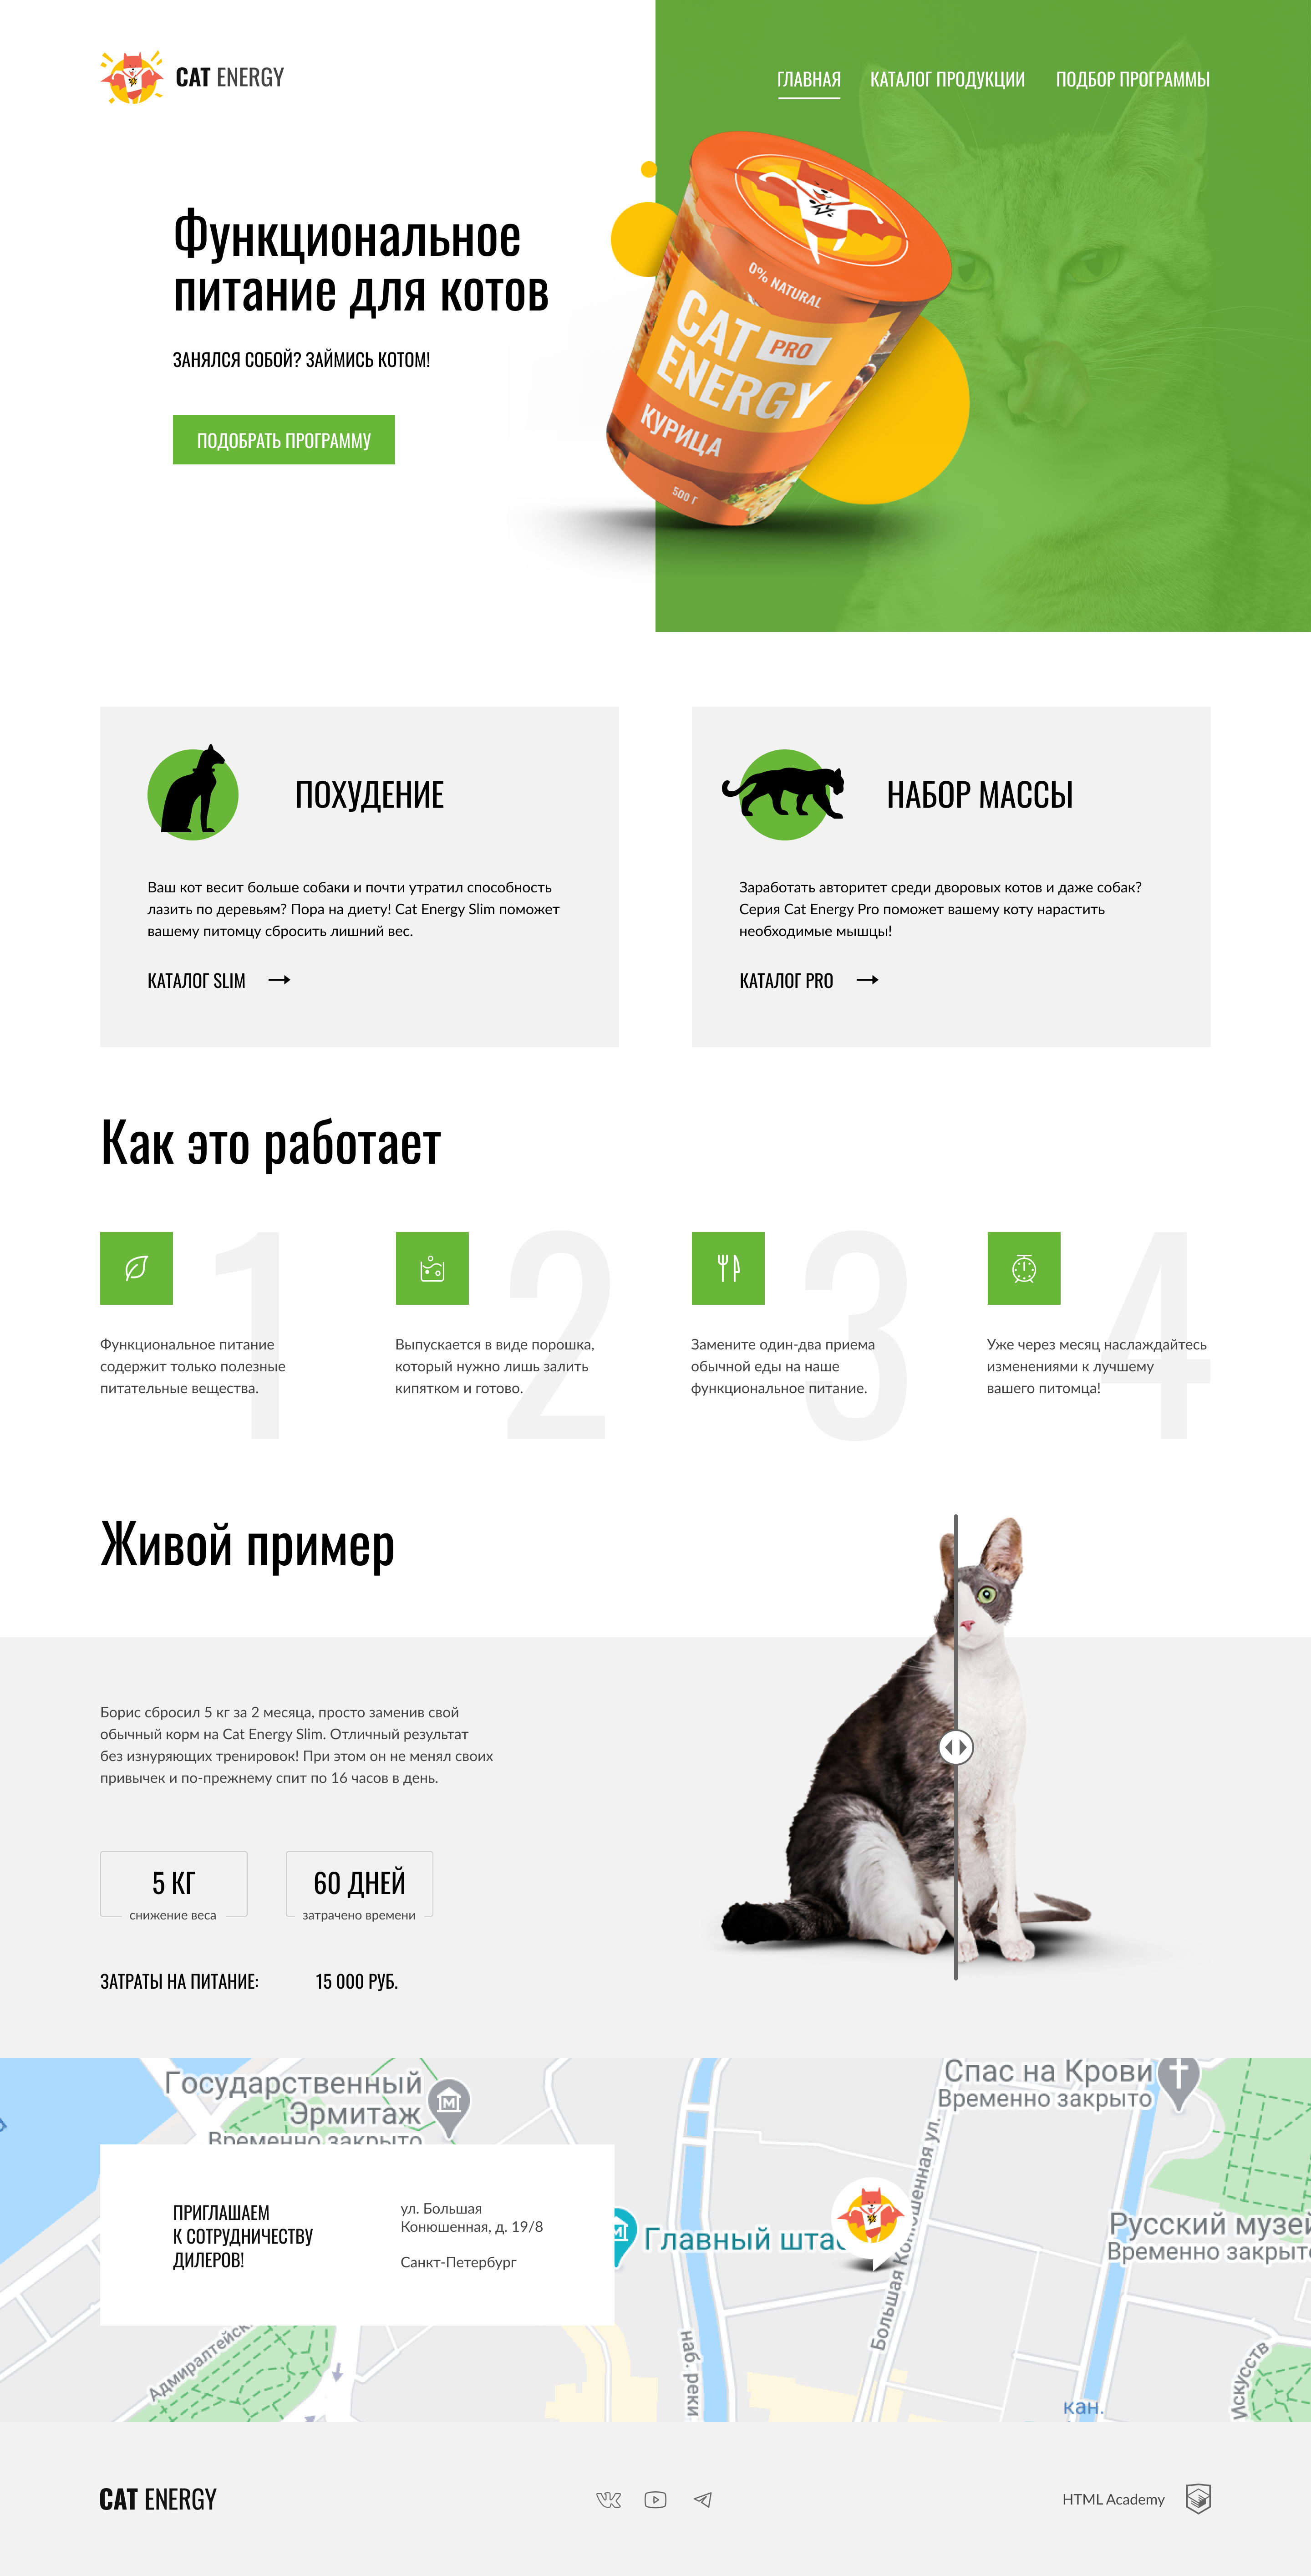 CAT ENERGY
ГЛАВНАЯ
КАТАЛОГ ПРОДУКЦИИ
ПОДБОР ПРОГРАММЫ
Функциональное
питание для котов
ЗАНЯЛСЯ СОБОЙ? ЗАЙМИСЬ КОТОМ!
ПОДОБРАТЬ ПРОГРАММУ
0% NATURAL
CAT PRO
ENERGY
КУРИЦА
500 Г
ПОХУДЕНИЕ
Ваш кот весит больше собаки и почти утратил способность
лазить по деревьям? Пора на диету! Cat Energy Slim поможет
вашему питомцу сбросить лишний вес.
КАТАЛОГ SLIM
НАБОР МАССЫ
Заработать авторитет среди дворовых котов и даже собак?
Серия Cat Energy Pro поможет вашему коту нарастить
необходимые мышцы!
КАТАЛОГ PRO
Как это работает
1
Функциональное питание
содержит только полезные
питательные вещества.
2
Выпускается в виде порошка,
который нужно лишь залить
кипятком и готово.
3
Замените один-два приема
обычной еды на наше
функциональное питание.
4
Уже через месяц наслаждайтесь
изменениями к лучшему
вашего питомца!
Живой пример
Борис сбросил 5 кг за 2 месяца, просто заменив свой
обычный корм на Cat Energy Slim. Отличный результат
без изнуряющих тренировок! При этом он не менял своих
привычек и по-прежнему спит по 16 часов в день.
5 КГ
снижение веса
60 ДНЕЙ
затрачено времени
ЗАТРАТЫ НА ПИТАНИЕ:
15 000 РУБ.
Государственный
Эрмитаж
Временно закрыто
Спас на Крови
Временно закрыто
ПРИГЛАШАЕМ
К СОТРУДНИЧЕСТВУ
ДИЛЕРОВ!
ул. Большая
Конюшенная, д. 19/8
Санкт-Петербург
Главный
Большая Конюшенная ул.
Русский музей
Временно закрыто
наб. реки
кан.
Искусств
CAT ENERGY
HTML Academy